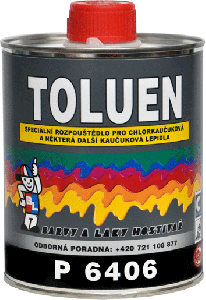 TOLUEN
SPECIÁLNÍ ROZPOUŠTĚDLO PRO CHLORKAUČUKOVÁ
A NĚKTERÁ DALŠÍ KAUČUKOVÁ LEPIDLA
BARVY A LAKY HOSTIVAŘ
ODBORNÁ PORADNA: +420 721 108 877
P 6406